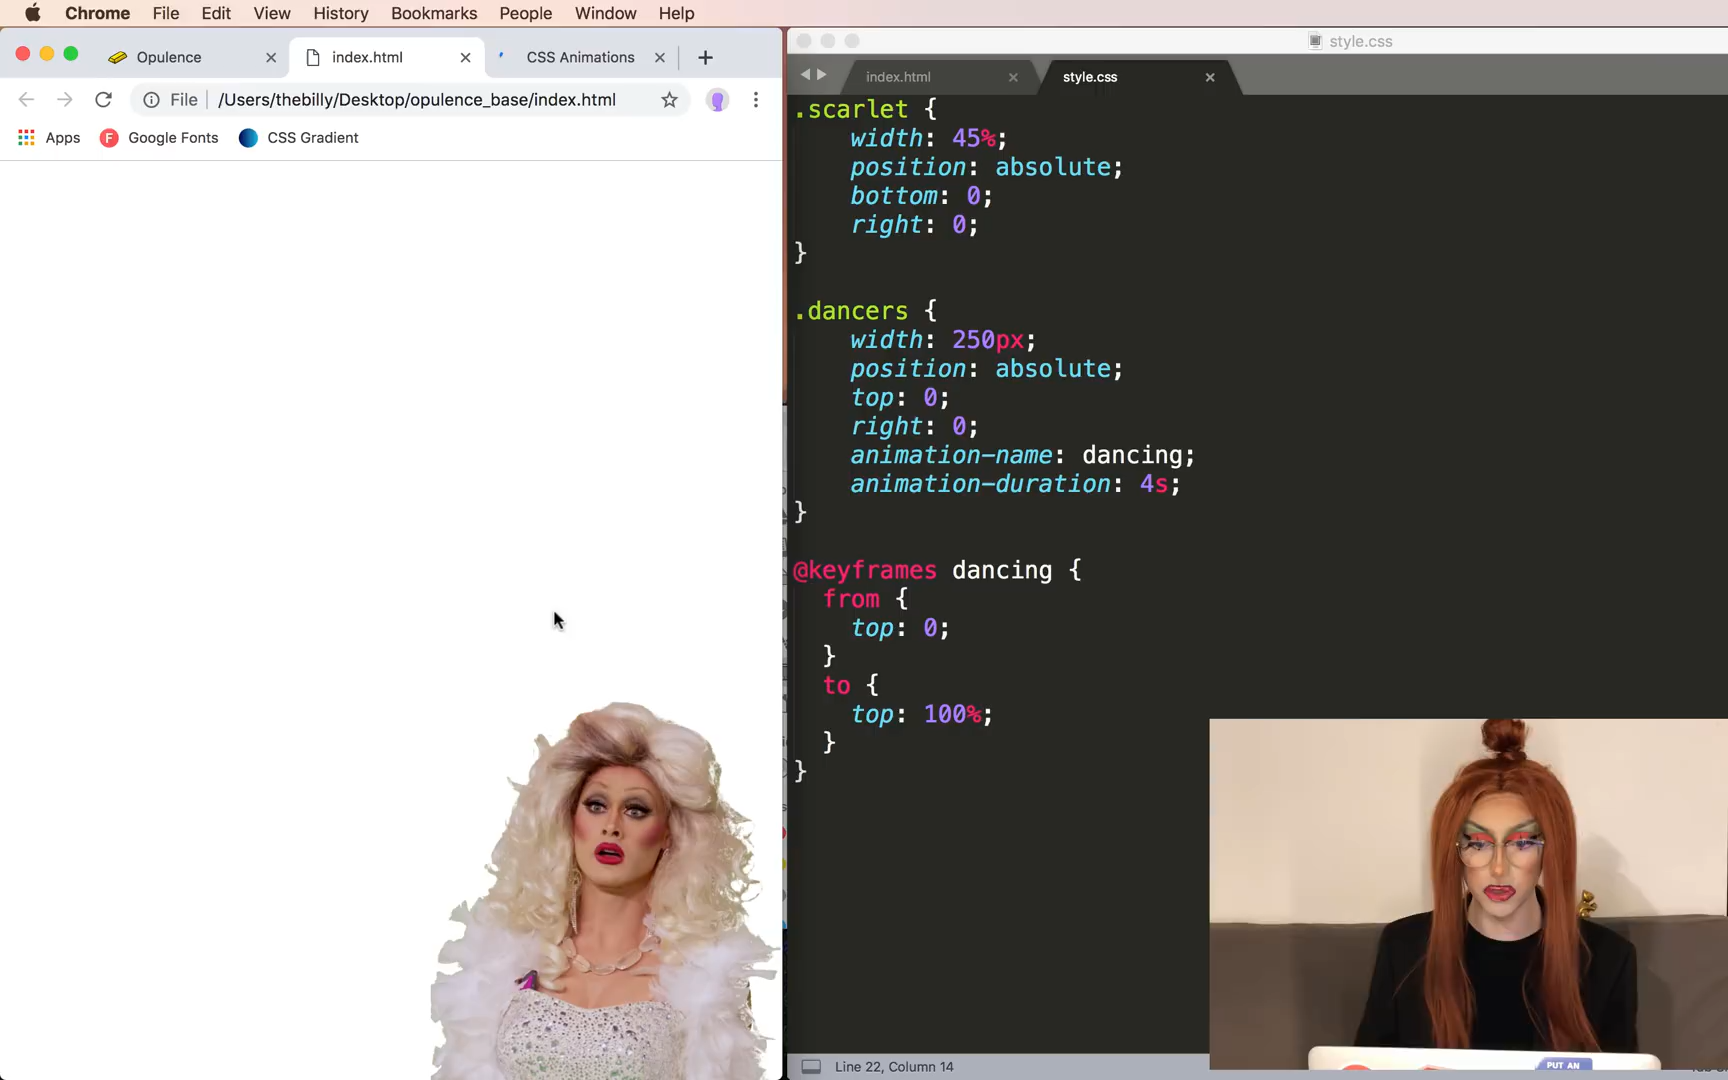 Chrome File Edit View History Bookmarks People Window Help
Opulence index.html CSS Animations
File /Users/thebilly/Desktop/opulence_base/index.html
Apps Google Fonts CSS Gradient
style.css
index.html style.css
.scarlet {
width: 45%;
position: absolute;
bottom: 0;
right: 0;
}
.dancers {
width: 250px;
position: absolute;
top: 0;
right: 0;
animation-name: dancing;
animation-duration: 4s;
}
@keyframes dancing {
from {
top: 0;
}
to {
top: 100%;
}
}
Line 22, Column 14
PUT AN